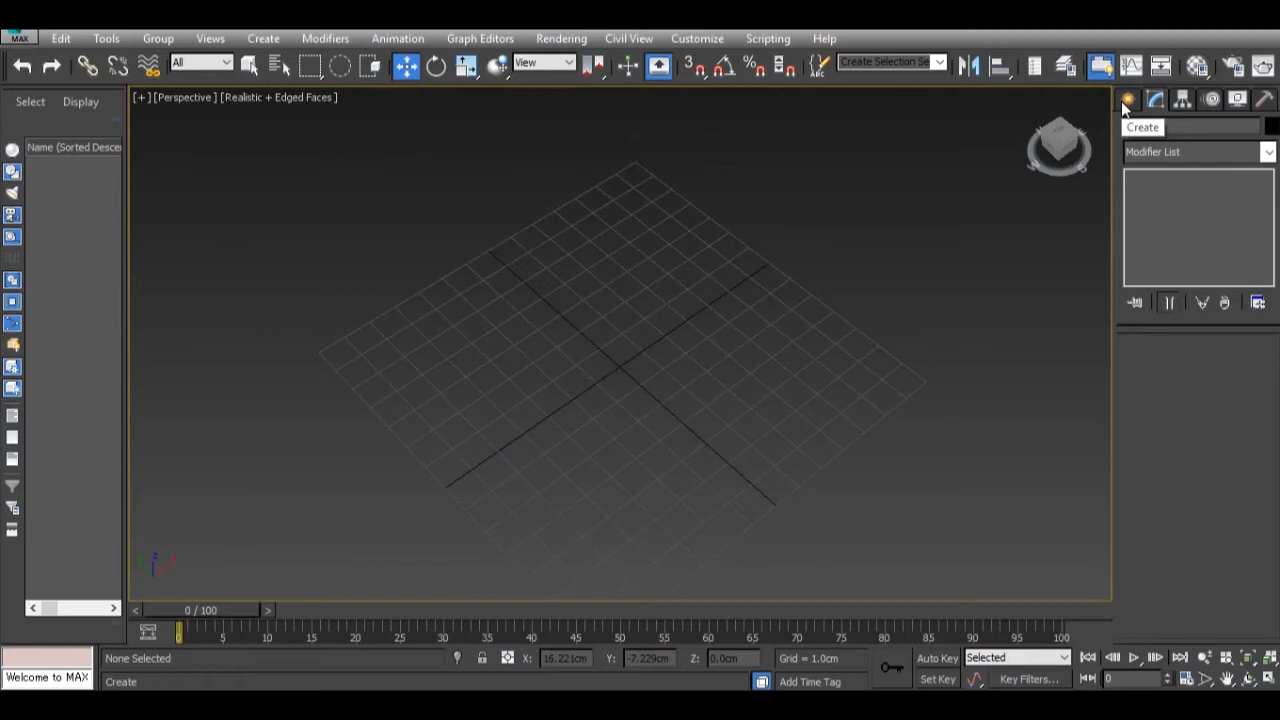 MAX
Edit Tools Group Views Create Modifiers Animation Graph Editors Rendering Civil View Customize Scripting Help
All View 3 Create Selection Se
Select Display
[+] [Perspective] [Realistic + Edged Faces]
Create
Name (Sorted Descen
Modifier List
0 / 100
0 5 10 15 20 25 30 35 40 45 50 55 60 65 70 75 80 85 90 95 100
None Selected X: 16.221cm Y: -7.229cm Z: 0.0cm Grid = 1.0cm Auto Key Selected
Welcome to MAX Create Add Time Tag Set Key Key Filters... 0